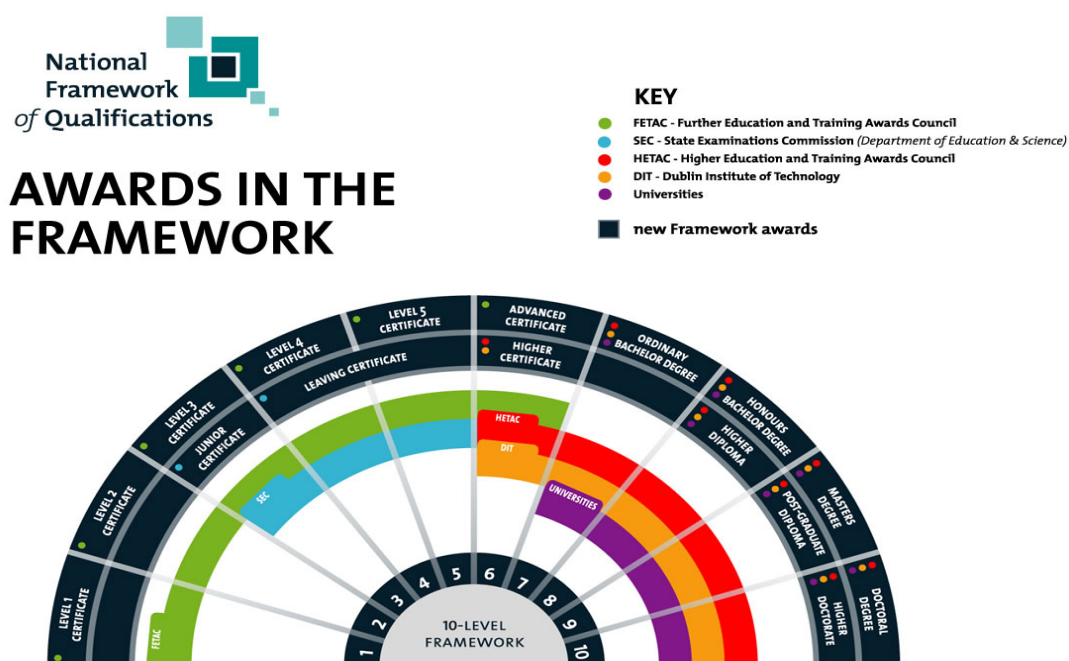 National
Framework
of Qualifications
AWARDS IN THE
FRAMEWORK
KEY
FETAC - Further Education and Training Awards Council
SEC - State Examinations Commission (Department of Education & Science)
HETAC - Higher Education and Training Awards Council
DIT - Dublin Institute of Technology
Universities
new Framework awards
LEVEL 1
CERTIFICATE
LEVEL 2
CERTIFICATE
LEVEL 3
CERTIFICATE
JUNIOR
CERTIFICATE
LEVEL 4
CERTIFICATE
LEVEL 5
CERTIFICATE
LEAVING CERTIFICATE
ADVANCED
CERTIFICATE
HIGHER
CERTIFICATE
ORDINARY
BACHELOR DEGREE
HONOURS
BACHELOR DEGREE
HIGHER
DIPLOMA
MASTERS
DEGREE
POST-GRADUATE
DIPLOMA
DOCTORAL
DEGREE
HIGHER
DOCTORATE
FETAC
SEC
HETAC
DIT
UNIVERSITIES
1
2
3
4
5
6
7
8
9
10
10-LEVEL
FRAMEWORK